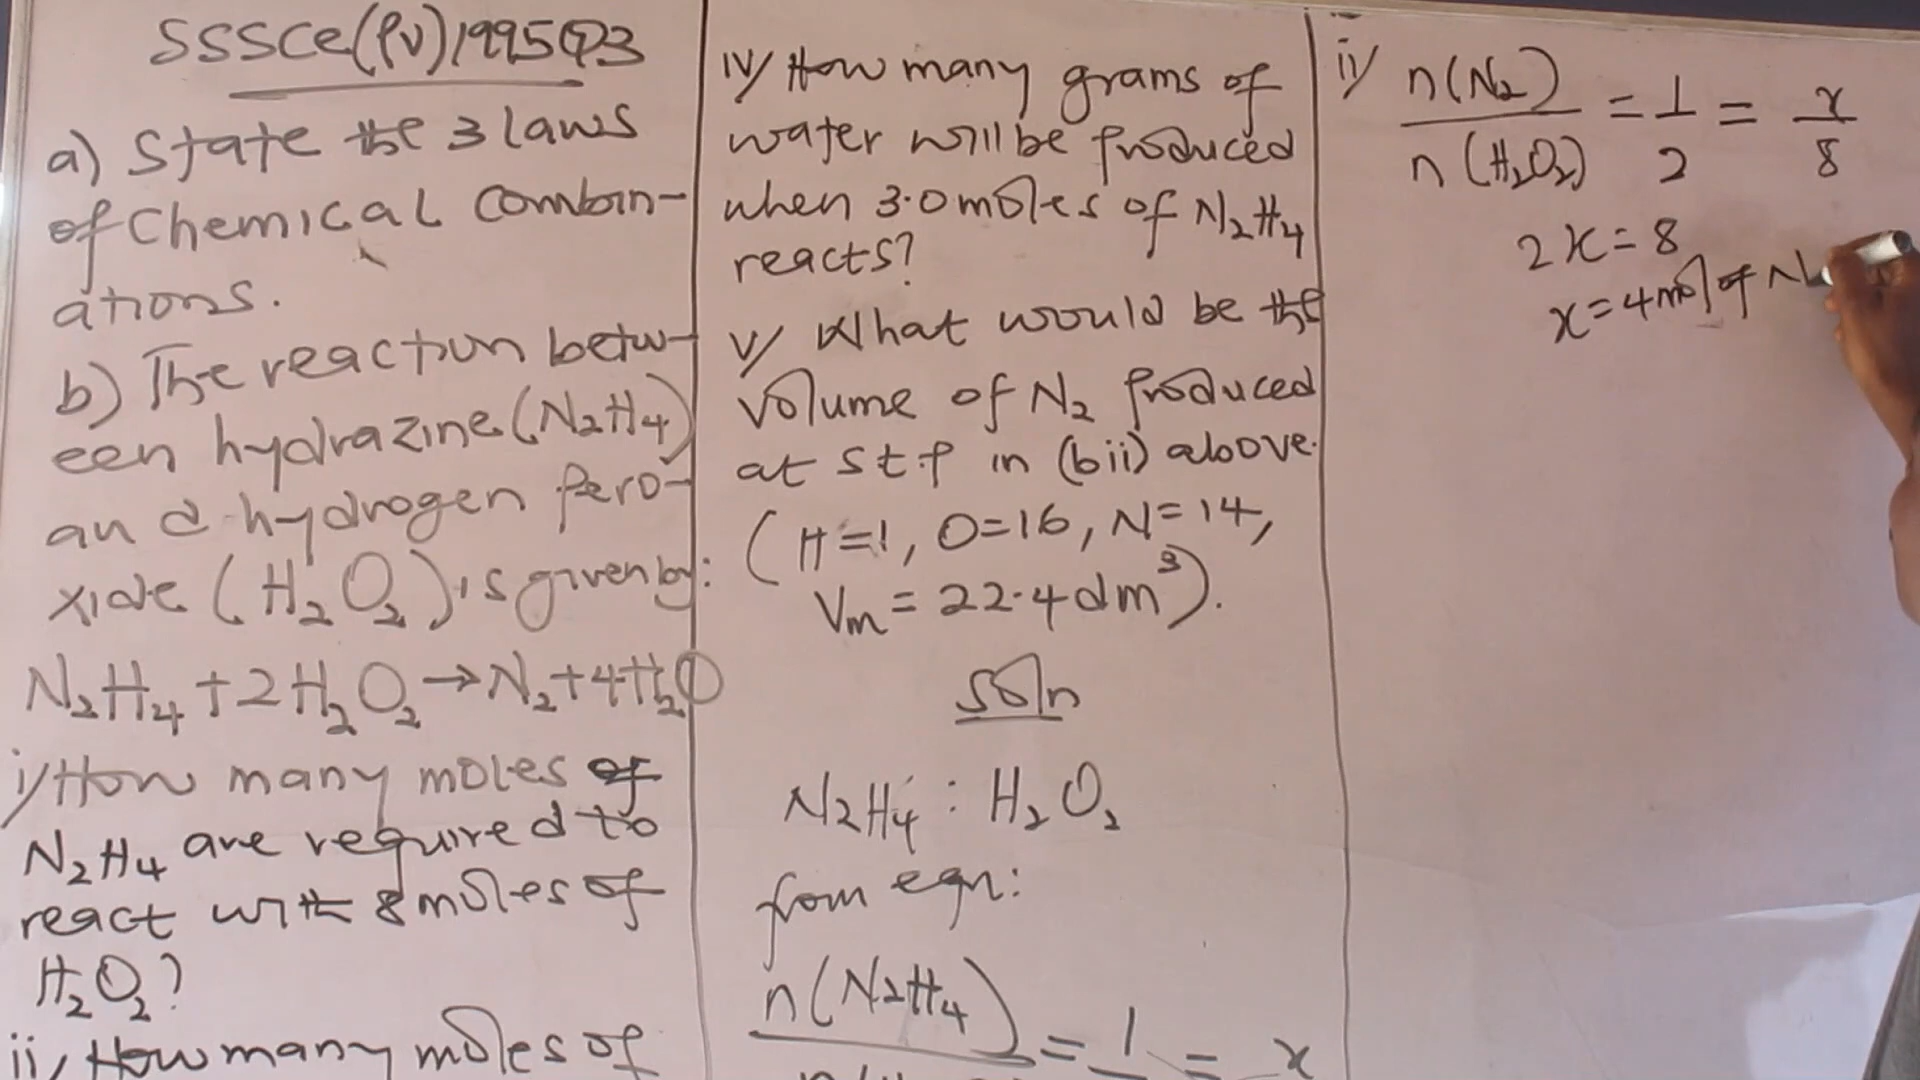 SSSCE(PV)1995Q3
a) State the 3 laws
of Chemical Combin-
ations.
b) The reaction betw-
een hydrazine (N₂H₄)
and hydrogen pero-
xide (H₂O₂) is given by:
N₂H₄ + 2H₂O₂ → N₂ + 4H₂O
i) How many moles of
N₂H₄ are required to
react with 8 moles of
H₂O₂?
ii) How many moles of
iv) How many grams of
water will be produced
when 3.0 moles of N₂H₄
reacts?
v) What would be the
volume of N₂ produced
at s.t.p in (bii) above.
(H=1, O=16, N=14,
Vm = 22.4dm³).
soln
N₂H₄ : H₂O₂
from eqn:
n(N₂H₄) = 1 = x
ii) n(N₂)/n(H₂O₂) = 1/2 = x/8
2x = 8
x = 4mol of N